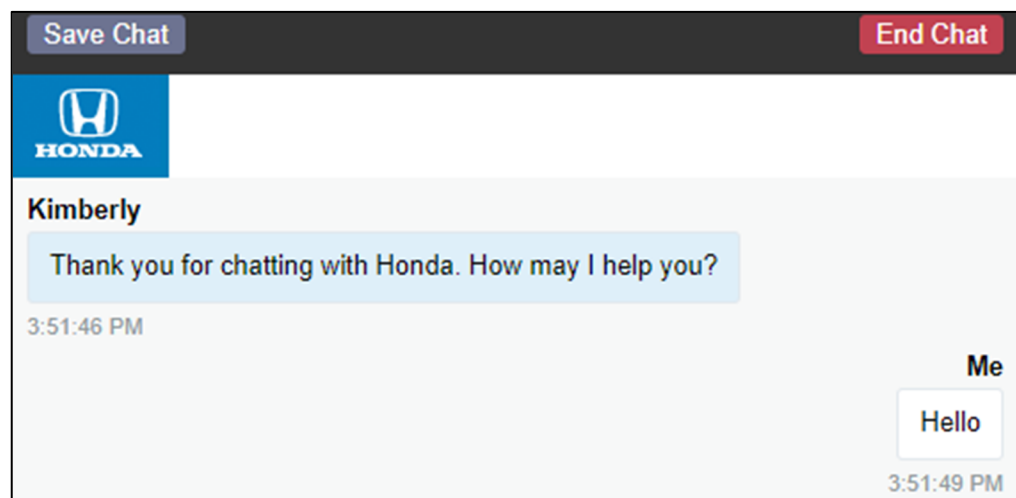 Save Chat
End Chat
HONDA
Kimberly
Thank you for chatting with Honda. How may I help you?
3:51:46 PM
Me
Hello
3:51:49 PM